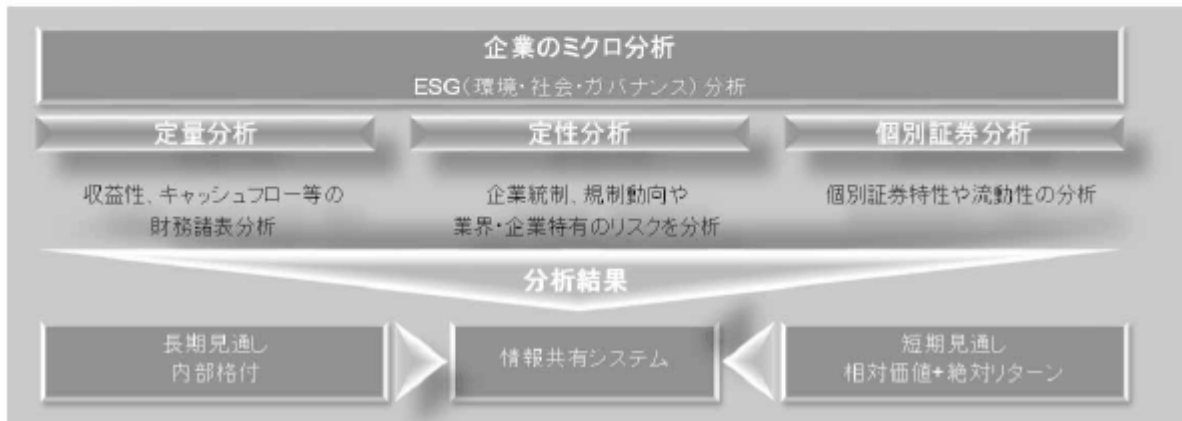 企業のミクロ分析
ESG(環境・社会・ガバナンス)分析
定量分析
定性分析
個別証券分析
収益性、キャッシュフロー等の
財務諸表分析
企業統制、規制動向や
業界・企業特有のリスクを分析
個別証券特性や流動性の分析
分析結果
長期見通し
内部格付
情報共有システム
短期見通し
相対価値+絶対リターン